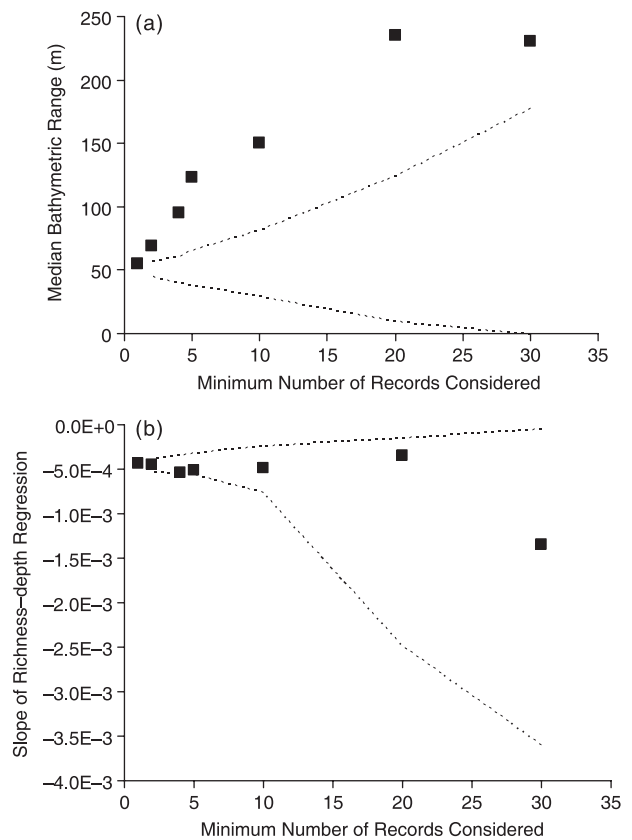 (a)
250
200
150
100
50
0
Median Bathymetric Range (m)
0 5 10 15 20 25 30 35
Minimum Number of Records Considered
(b)
0.0E+0
–5.0E–4
–1.0E–3
–1.5E–3
–2.0E–3
–2.5E–3
–3.5E–3
–3.5E–3
–4.0E–3
Slope of Richness–depth Regression
0 5 10 15 20 25 30 35
Minimum Number of Records Considered